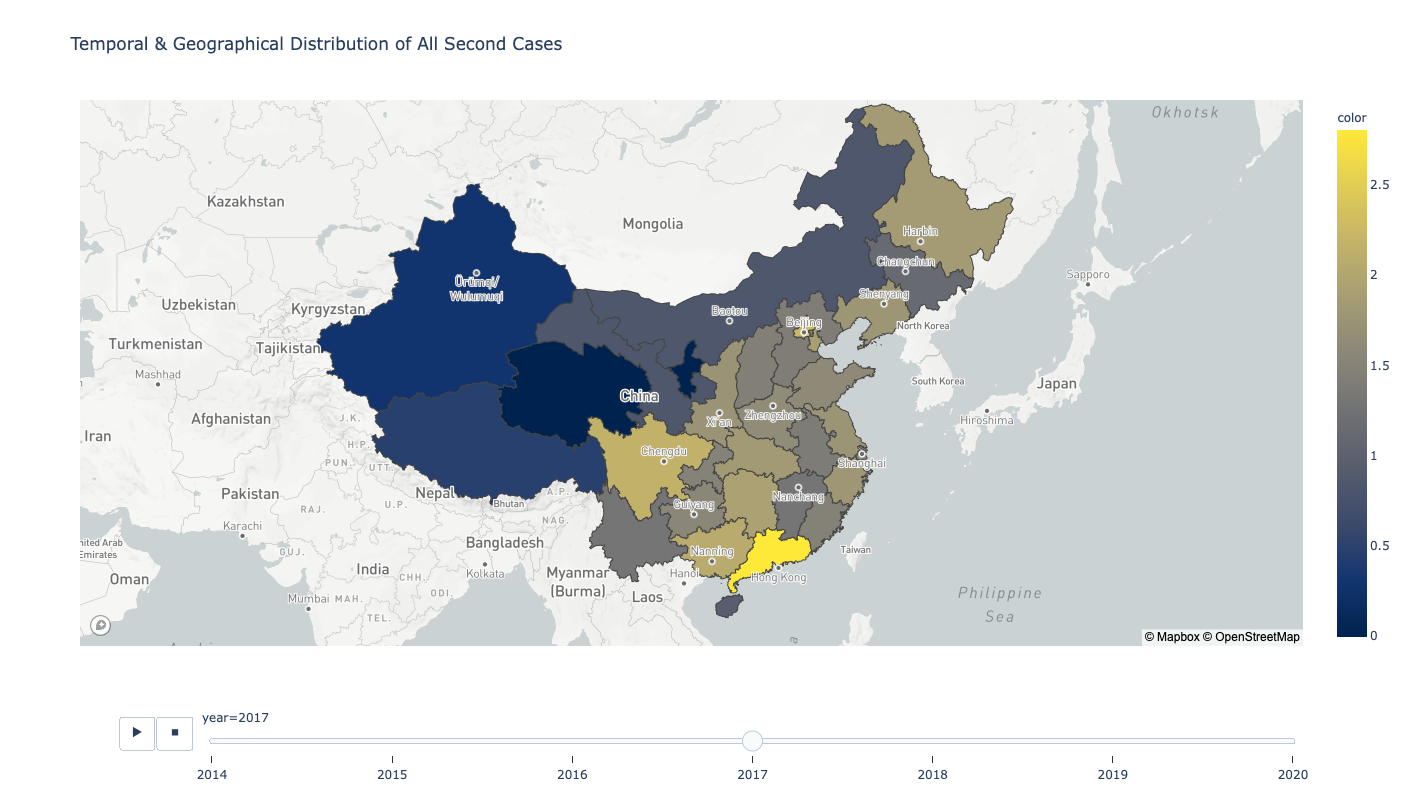 Temporal & Geographical Distribution of All Second Cases
Okhotsk
color
2.5
2
1.5
1
0.5
0
Kazakhstan
Mongolia
Harbin
Changchun
Sapporo
Ürümqi/
Wulumuqi
Uzbekistan
Kyrgyzstan
Baotou
Beijing
Shenyang
North Korea
Turkmenistan
Tajikistan
Mashhad
South Korea
Japan
China
Afghanistan
J.K.
Xi'an
Zhengzhou
Hiroshima
Iran
H.P.
PUN.
UTT.
Chengdu
Shanghai
Pakistan
Nepal
A.P.
Bhutan
Nanchang
RAJ.
U.P.
Guiyang
Karachi
NAG.
nited Arab
Emirates
GUJ.
Bangladesh
Nanning
Taiwan
Oman
India
CHH.
Kolkata
Myanmar
(Burma)
Hanoi
Hong Kong
Laos
Mumbai
MAH.
ODI.
TEL.
Philippine
Sea
© Mapbox © OpenStreetMap
year=2017
2014
2015
2016
2017
2018
2019
2020